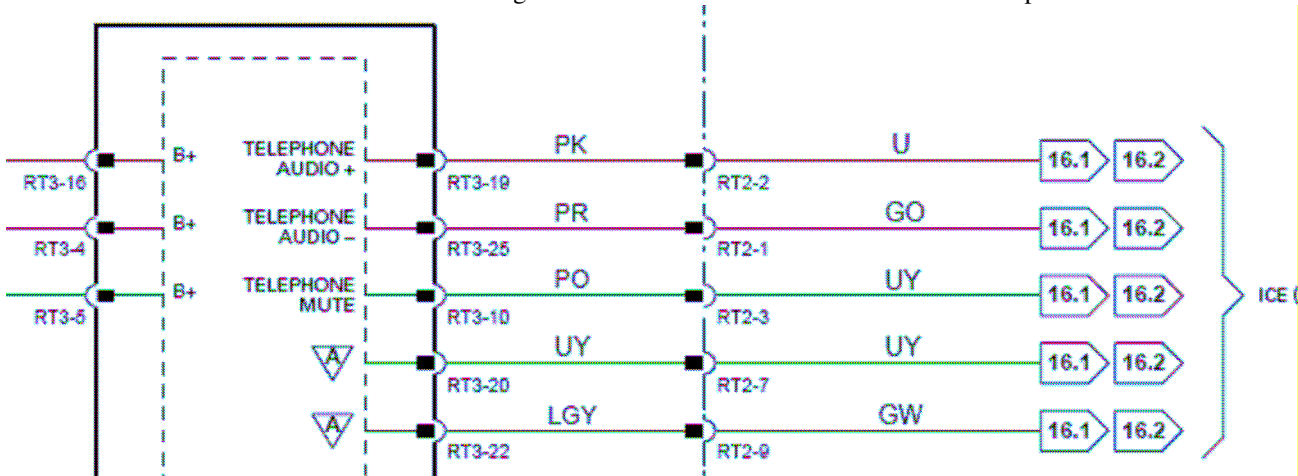 PK U
B+ TELEPHONE AUDIO + 16.1 16.2
RT3-16 RT3-19 RT2-2
PR GO
B+ TELEPHONE AUDIO – 16.1 16.2
RT3-4 RT3-25 RT2-1
PO UY
B+ TELEPHONE MUTE 16.1 16.2 ICE (
RT3-5 RT3-10 RT2-3
UY UY
A 16.1 16.2
RT3-20 RT2-7
LGY GW
A 16.1 16.2
RT3-22 RT2-9